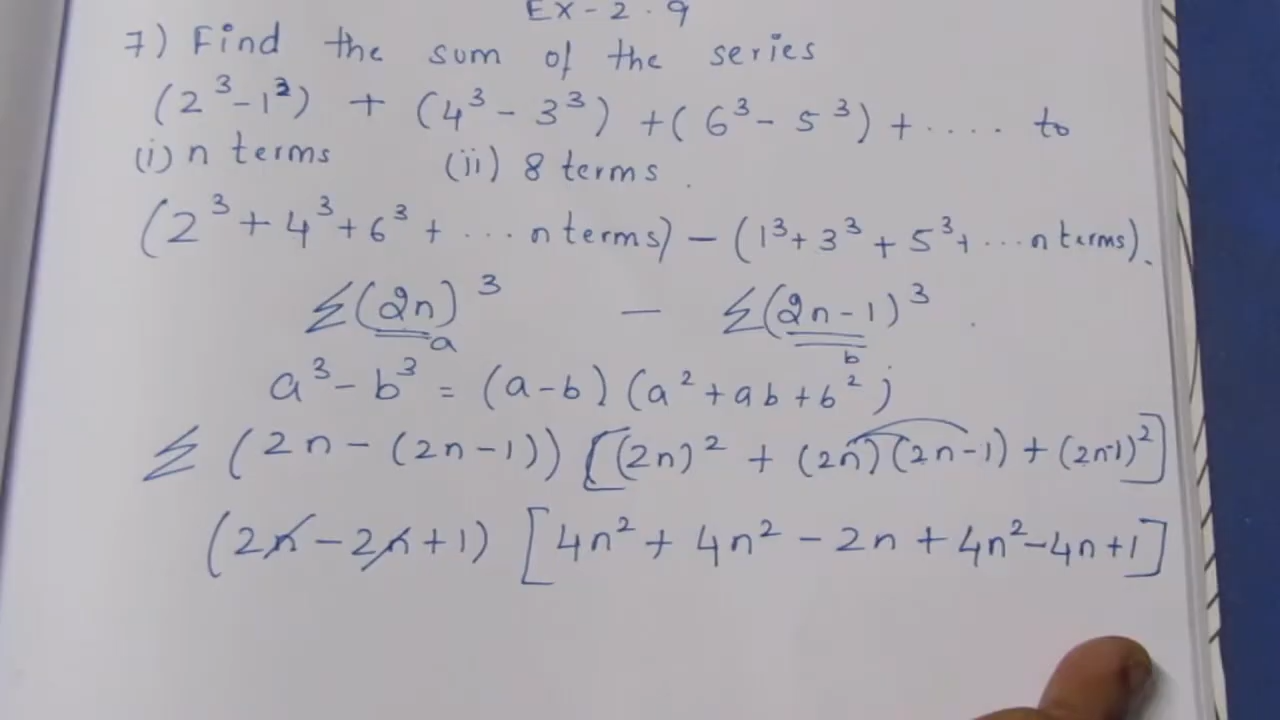 EX - 2.9
7) Find the sum of the series
(2³ - 1³) + (4³ - 3³) + (6³ - 5³) + .... to
(i) n terms (ii) 8 terms.
(2³ + 4³ + 6³ + ... n terms) - (1³ + 3³ + 5³ + ... n terms).
Σ(2n)³ - Σ(2n-1)³.
a b
a³ - b³ = (a-b) (a² + ab + b²)
Σ (2n - (2n-1)) [(2n)² + (2n)(2n-1) + (2n-1)²]
(2n - 2n + 1) [4n² + 4n² - 2n + 4n² - 4n + 1]